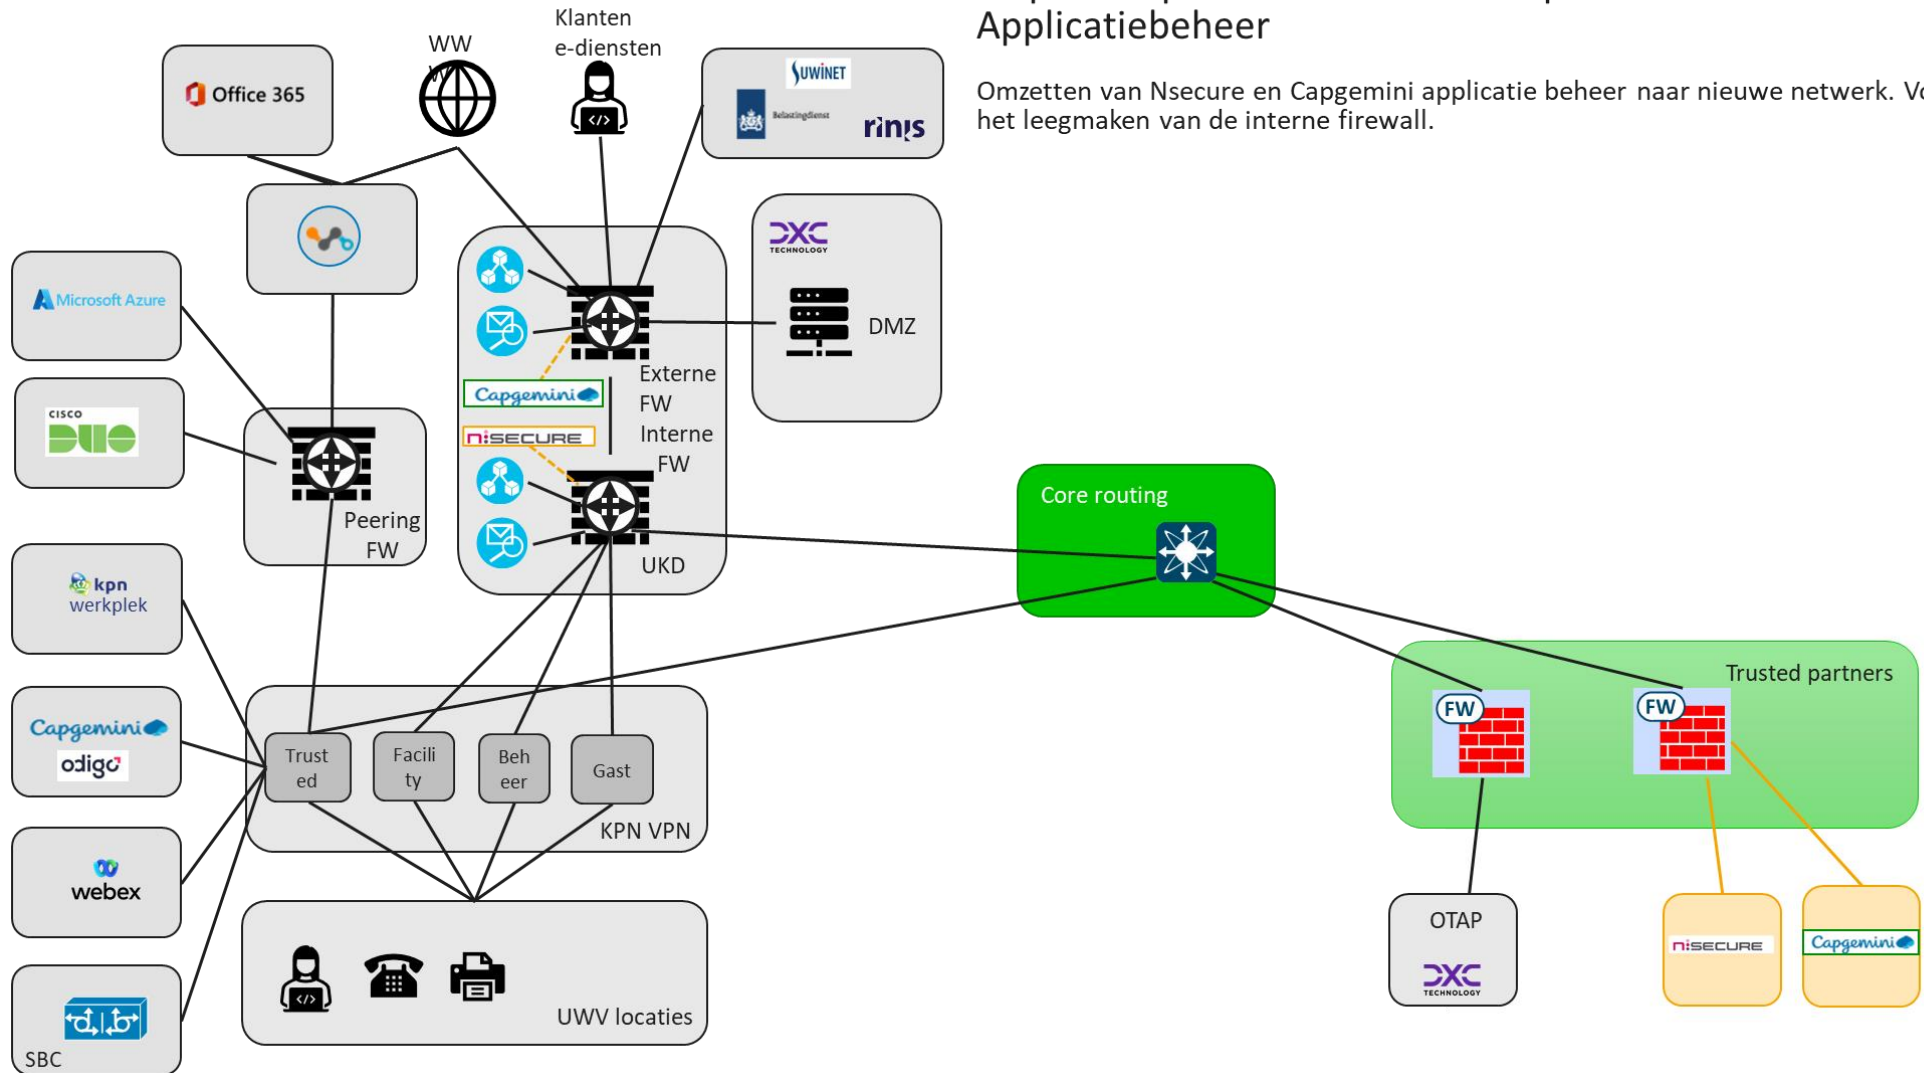 Applicatiebeheer
Omzetten van Nsecure en Capgemini applicatie beheer naar nieuwe netwerk.
het leegmaken van de interne firewall.
Klanten
e-diensten
WW
W
Office 365
SUWINET
Belastingdienst
rinis
DXC
TECHNOLOGY
DMZ
Microsoft Azure
CISCO
DUO
Externe
FW
Capgemini
n:SECURE
Interne
FW
UKD
Peering
FW
Core routing
kpn
werkplek
Capgemini
odigo
webex
SBC
Trust
ed
Facili
ty
Beh
eer
Gast
KPN VPN
UWV locaties
Trusted partners
FW
FW
OTAP
DXC
TECHNOLOGY
n:SECURE
Capgemini